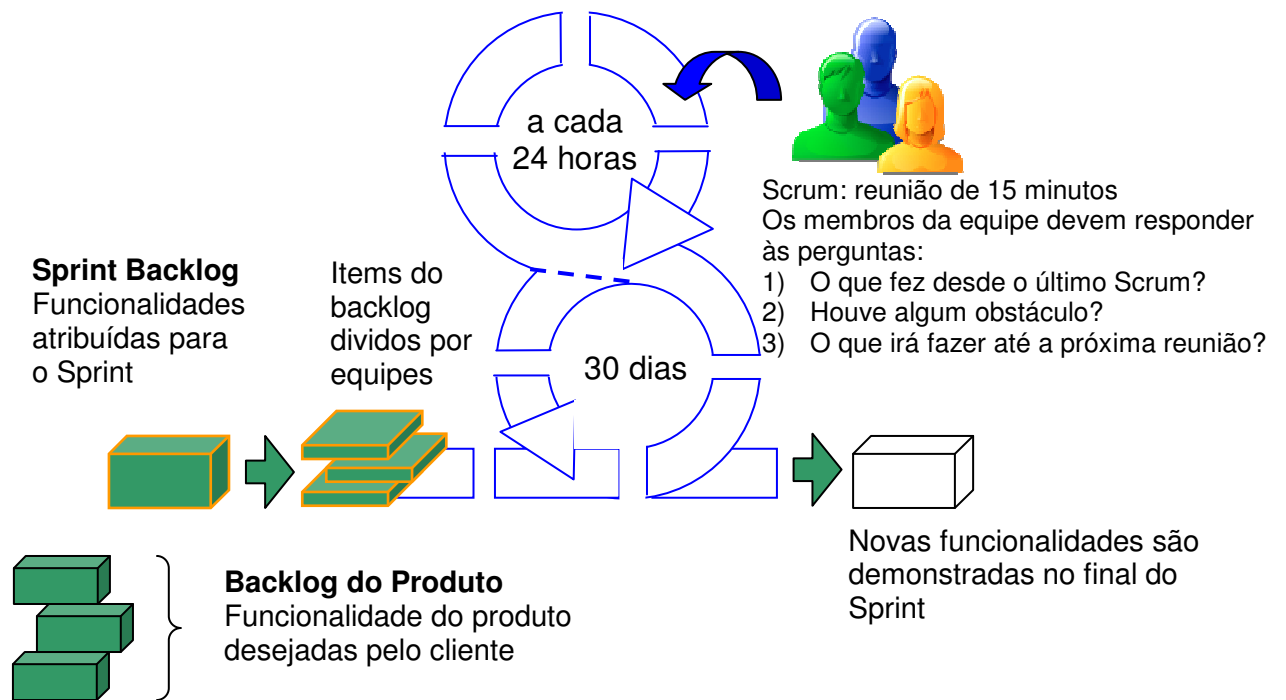 a cada
24 horas
Scrum: reunião de 15 minutos
Os membros da equipe devem responder
às perguntas:
1) O que fez desde o último Scrum?
2) Houve algum obstáculo?
3) O que irá fazer até a próxima reunião?
Sprint Backlog
Funcionalidades
atribuídas para
o Sprint
Items do
backlog
dividos por
equipes
30 dias
Novas funcionalidades são
demonstradas no final do
Sprint
Backlog do Produto
Funcionalidade do produto
desejadas pelo cliente